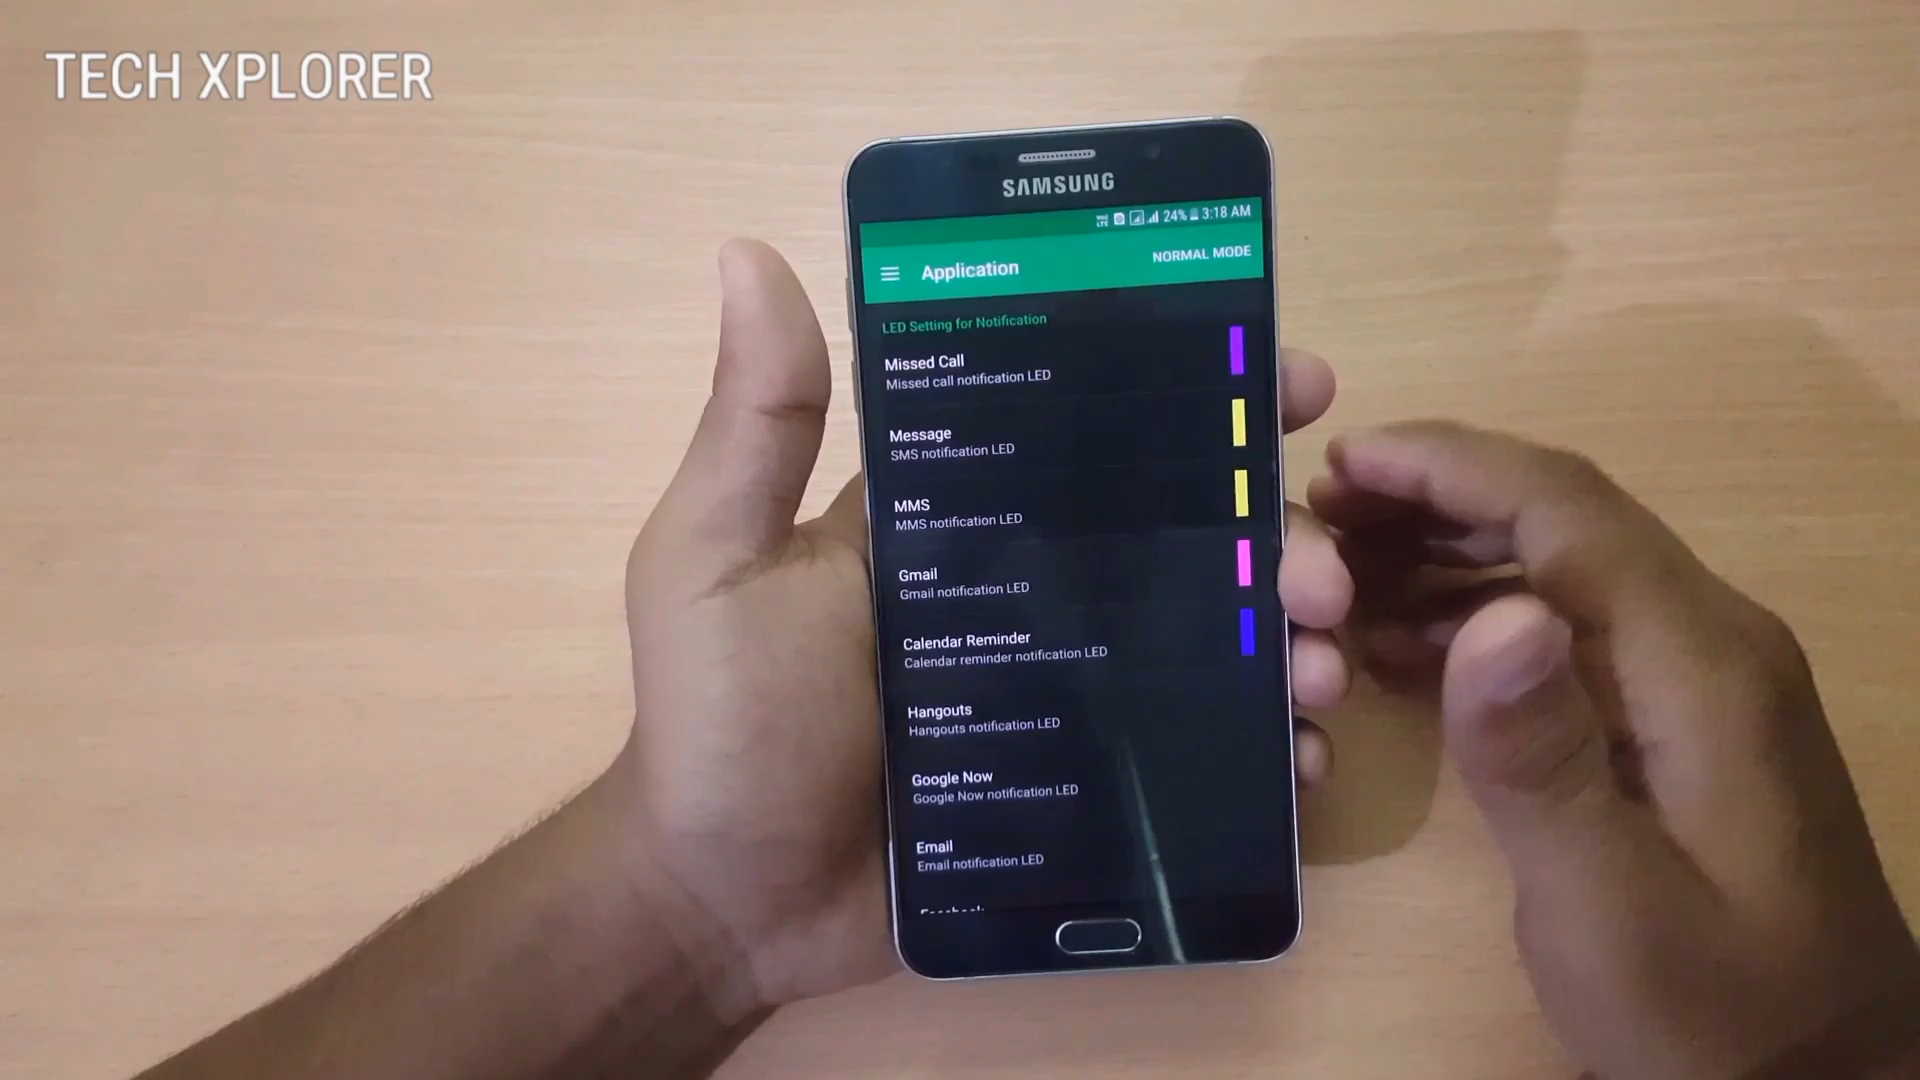 TECH XPLORER
SAMSUNG
24% 3:18 AM
Application
NORMAL MODE
LED Setting for Notification
Missed Call
Missed call notification LED
Message
SMS notification LED
MMS
MMS notification LED
Gmail
Gmail notification LED
Calendar Reminder
Calendar reminder notification LED
Hangouts
Hangouts notification LED
Google Now
Google Now notification LED
Email
Email notification LED